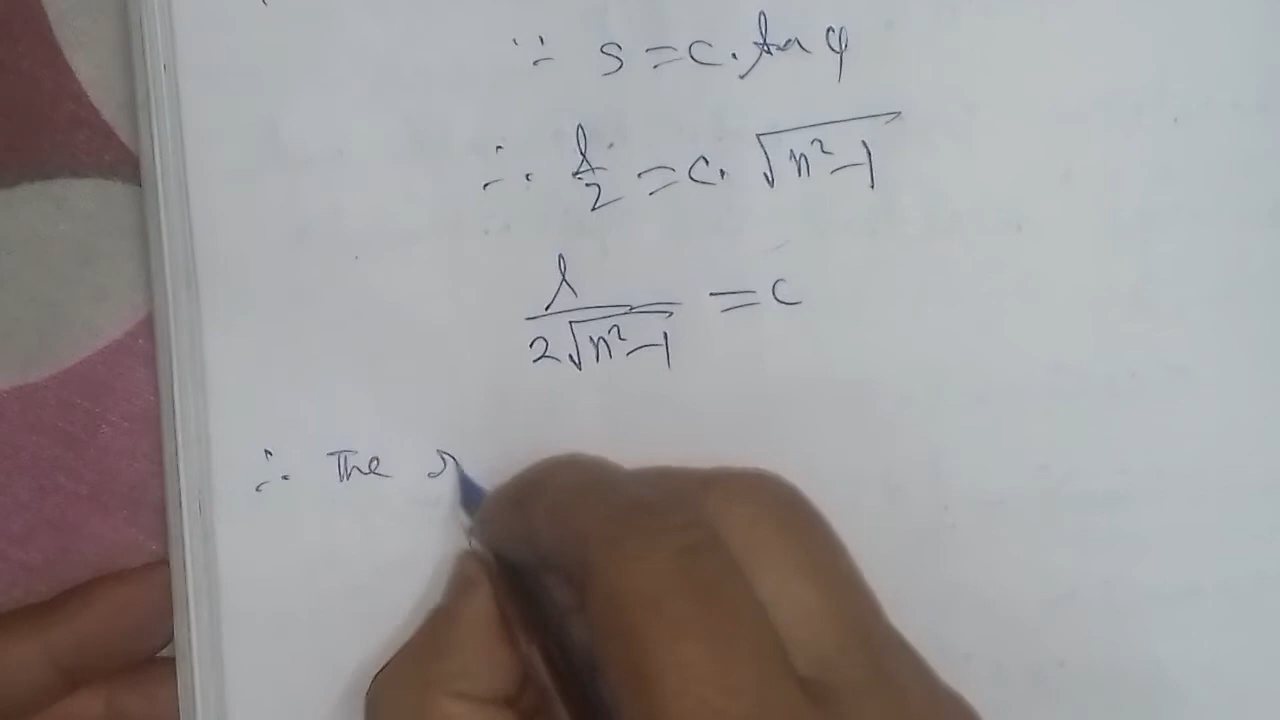 ∵ s = c. tan φ
∴ l/2 = c. √(n²-1)
l/(2√(n²-1)) = c
∴ The